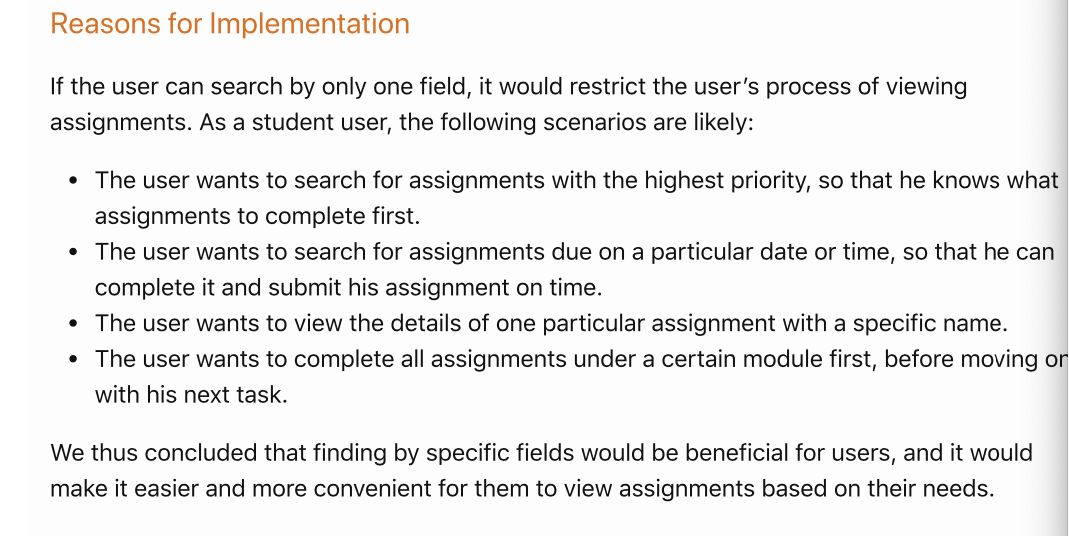 Reasons for Implementation
If the user can search by only one field, it would restrict the user’s process of viewing
assignments. As a student user, the following scenarios are likely:
• The user wants to search for assignments with the highest priority, so that he knows what
assignments to complete first.
• The user wants to search for assignments due on a particular date or time, so that he can
complete it and submit his assignment on time.
• The user wants to view the details of one particular assignment with a specific name.
• The user wants to complete all assignments under a certain module first, before moving on
with his next task.
We thus concluded that finding by specific fields would be beneficial for users, and it would
make it easier and more convenient for them to view assignments based on their needs.